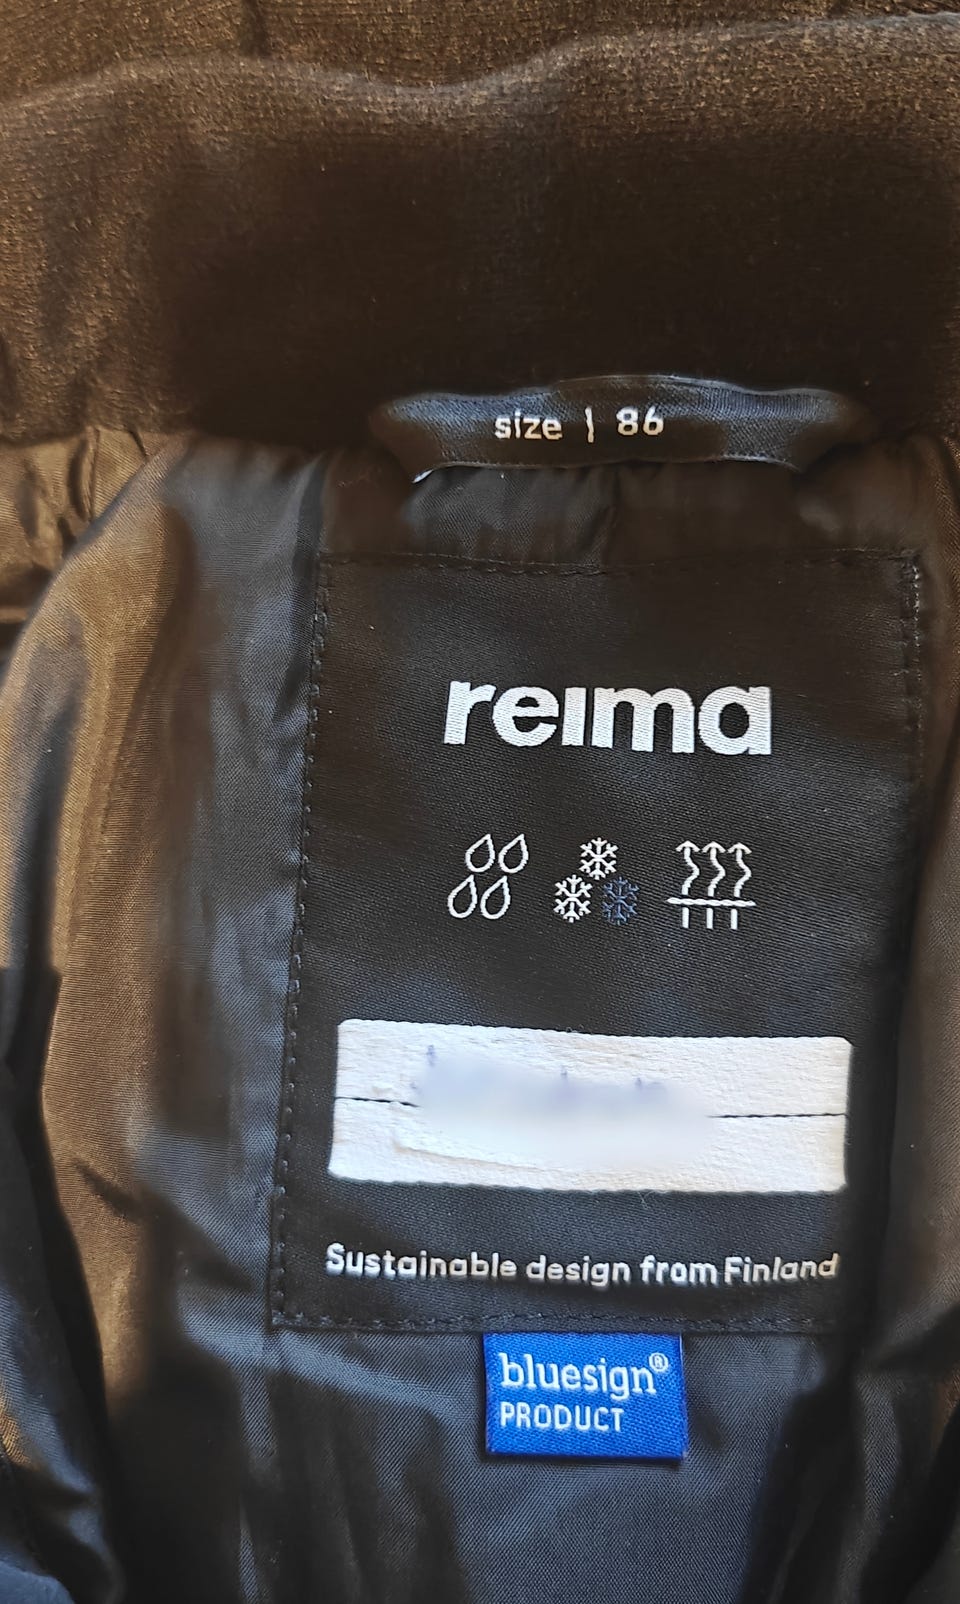 size | 86
reima
Sustainable design from Finland
bluesign®
PRODUCT